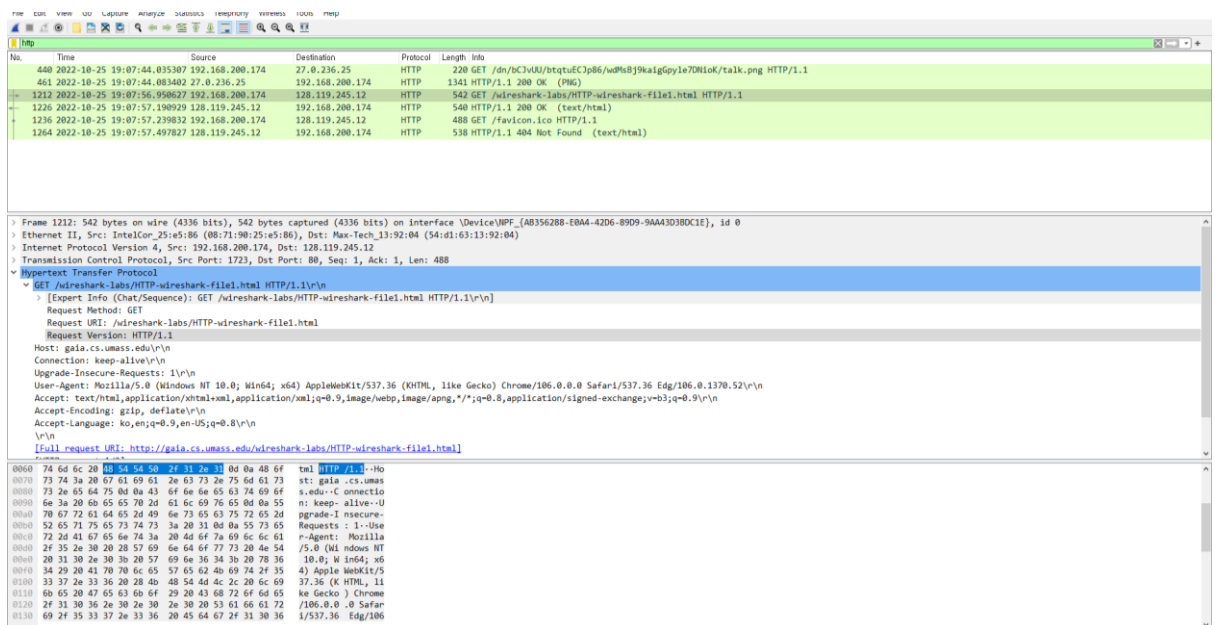 File Edit View Go Capture Analyze Statistics Telephony Wireless Tools Help
http
No. Time Source Destination Protocol Length Info
440 2022-10-25 19:07:44.035307 192.168.200.174 27.0.236.25 HTTP 220 GET /dn/bCJvUU/btqtuECJp86/wdMsBj9kaigGpyle7DNioK/talk.png HTTP/1.1
461 2022-10-25 19:07:44.083402 27.0.236.25 192.168.200.174 HTTP 1341 HTTP/1.1 200 OK (PNG)
1212 2022-10-25 19:07:56.950627 192.168.200.174 128.119.245.12 HTTP 542 GET /wireshark-labs/HTTP-wireshark-file1.html HTTP/1.1
1226 2022-10-25 19:07:57.190929 128.119.245.12 192.168.200.174 HTTP 540 HTTP/1.1 200 OK (text/html)
1236 2022-10-25 19:07:57.239832 192.168.200.174 128.119.245.12 HTTP 488 GET /favicon.ico HTTP/1.1
1264 2022-10-25 19:07:57.497827 128.119.245.12 192.168.200.174 HTTP 538 HTTP/1.1 404 Not Found (text/html)
> Frame 1212: 542 bytes on wire (4336 bits), 542 bytes captured (4336 bits) on interface \Device\NPF_{AB356288-E0A4-42D6-89D9-9AA43D3BDC1E}, id 0
> Ethernet II, Src: IntelCor_25:e5:86 (08:71:90:25:e5:86), Dst: Max-Tech_13:92:04 (54:d1:63:13:92:04)
> Internet Protocol Version 4, Src: 192.168.200.174, Dst: 128.119.245.12
> Transmission Control Protocol, Src Port: 1723, Dst Port: 80, Seq: 1, Ack: 1, Len: 488
Hypertext Transfer Protocol
GET /wireshark-labs/HTTP-wireshark-file1.html HTTP/1.1\r\n
> [Expert Info (Chat/Sequence): GET /wireshark-labs/HTTP-wireshark-file1.html HTTP/1.1\r\n]
Request Method: GET
Request URI: /wireshark-labs/HTTP-wireshark-file1.html
Request Version: HTTP/1.1
Host: gaia.cs.umass.edu\r\n
Connection: keep-alive\r\n
Upgrade-Insecure-Requests: 1\r\n
User-Agent: Mozilla/5.0 (Windows NT 10.0; Win64; x64) AppleWebKit/537.36 (KHTML, like Gecko) Chrome/106.0.0.0 Safari/537.36 Edg/106.0.1370.52\r\n
Accept: text/html,application/xhtml+xml,application/xml;q=0.9,image/webp,image/apng,*/*;q=0.8,application/signed-exchange;v=b3;q=0.9\r\n
Accept-Encoding: gzip, deflate\r\n
Accept-Language: ko,en;q=0.9,en-US;q=0.8\r\n
\r\n
[Full request URI: http://gaia.cs.umass.edu/wireshark-labs/HTTP-wireshark-file1.html]
0060 74 6d 6c 20 48 54 54 50 2f 31 2e 31 0d 0a 48 6f tml HTTP /1.1··Ho
0070 73 74 3a 20 67 61 69 61 2e 63 73 2e 75 6d 61 73 st: gaia .cs.umas
0080 73 2e 65 64 75 0d 0a 43 6f 6e 6e 65 63 74 69 6f s.edu··C onnectio
0090 6e 3a 20 6b 65 65 70 2d 61 6c 69 76 65 0d 0a 55 n: keep- alive··U
00a0 70 67 72 61 64 65 2d 49 6e 73 65 63 75 72 65 2d pgrade-I nsecure-
00b0 52 65 71 75 65 73 74 73 3a 20 31 0d 0a 55 73 65 Requests : 1··Use
00c0 72 2d 41 67 65 6e 74 3a 20 4d 6f 7a 69 6c 6c 61 r-Agent: Mozilla
00d0 2f 35 2e 30 20 28 57 69 6e 64 6f 77 73 20 4e 54 /5.0 (Wi ndows NT
00e0 20 31 30 2e 30 3b 20 57 69 6e 36 34 3b 20 78 36 10.0; W in64; x6
00f0 34 29 20 41 70 70 6c 65 57 65 62 4b 69 74 2f 35 4) Apple WebKit/5
0100 33 37 2e 33 36 20 28 4b 48 54 4d 4c 2c 20 6c 69 37.36 (K HTML, li
0110 6b 65 20 47 65 63 6b 6f 29 20 43 68 72 6f 6d 65 ke Gecko ) Chrome
0120 2f 31 30 36 2e 30 2e 30 2e 30 20 53 61 66 61 72 /106.0.0 .0 Safar
0130 69 2f 35 33 37 2e 33 36 20 45 64 67 2f 31 30 36 i/537.36 Edg/106